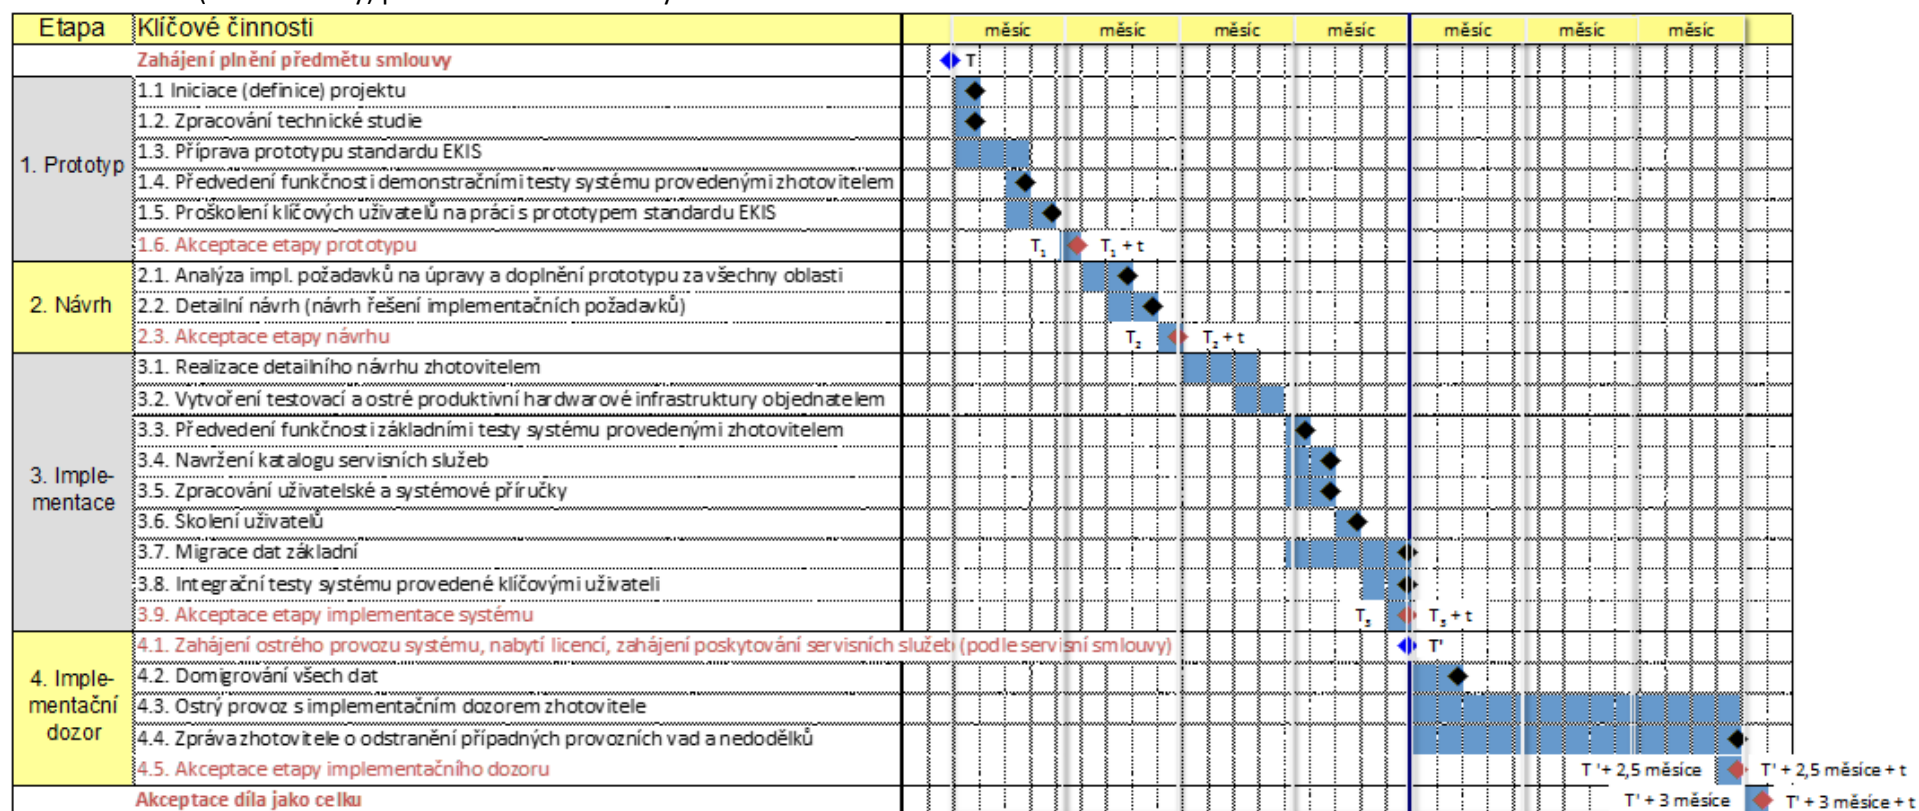 Etapa Klíčové činnosti měsíc měsíc měsíc měsíc měsíc měsíc měsíc
Zahájení plnění předmětu smlouvy T
1. Prototyp
1.1 Iniciace (definice) projektu
1.2. Zpracování technické studie
1.3. Příprava prototypu standardu EKIS
1.4. Předvedení funkčnosti demonstračními testy systému provedenými zhotovitelem
1.5. Proškolení klíčových uživatelů na práci s prototypem standardu EKIS
1.6. Akceptace etapy prototypu T₁ T₁ + t
2. Návrh
2.1. Analýza impl. požadavků na úpravy a doplnění prototypu za všechny oblasti
2.2. Detailní návrh (návrh řešení implementačních požadavků)
2.3. Akceptace etapy návrhu T₂ T₂ + t
3. Imple-
mentace
3.1. Realizace detailního návrhu zhotovitelem
3.2. Vytvoření testovací a ostré produktivní hardwarové infrastruktury objednatelem
3.3. Předvedení funkčnosti základními testy systému provedenými zhotovitelem
3.4. Navržení katalogu servisních služeb
3.5. Zpracování uživatelské a systémové příručky
3.6. Školení uživatelů
3.7. Migrace dat základní
3.8. Integrační testy systému provedené klíčovými uživateli
3.9. Akceptace etapy implementace systému T₃ T₃ + t
4. Imple-
mentační
dozor
4.1. Zahájení ostrého provozu systému, nabytí licencí, zahájení poskytování servisních služeb (podle servisní smlouvy) T'
4.2. Domigrování všech dat
4.3. Ostrý provoz s implementačním dozorem zhotovitele
4.4. Zpráva zhotovitele o odstranění případných provozních vad a nedodělků
4.5. Akceptace etapy implementačního dozoru T '+ 2,5 měsíce T' + 2,5 měsíce + t
Akceptace díla jako celku T' + 3 měsíce T' + 3 měsíce + t